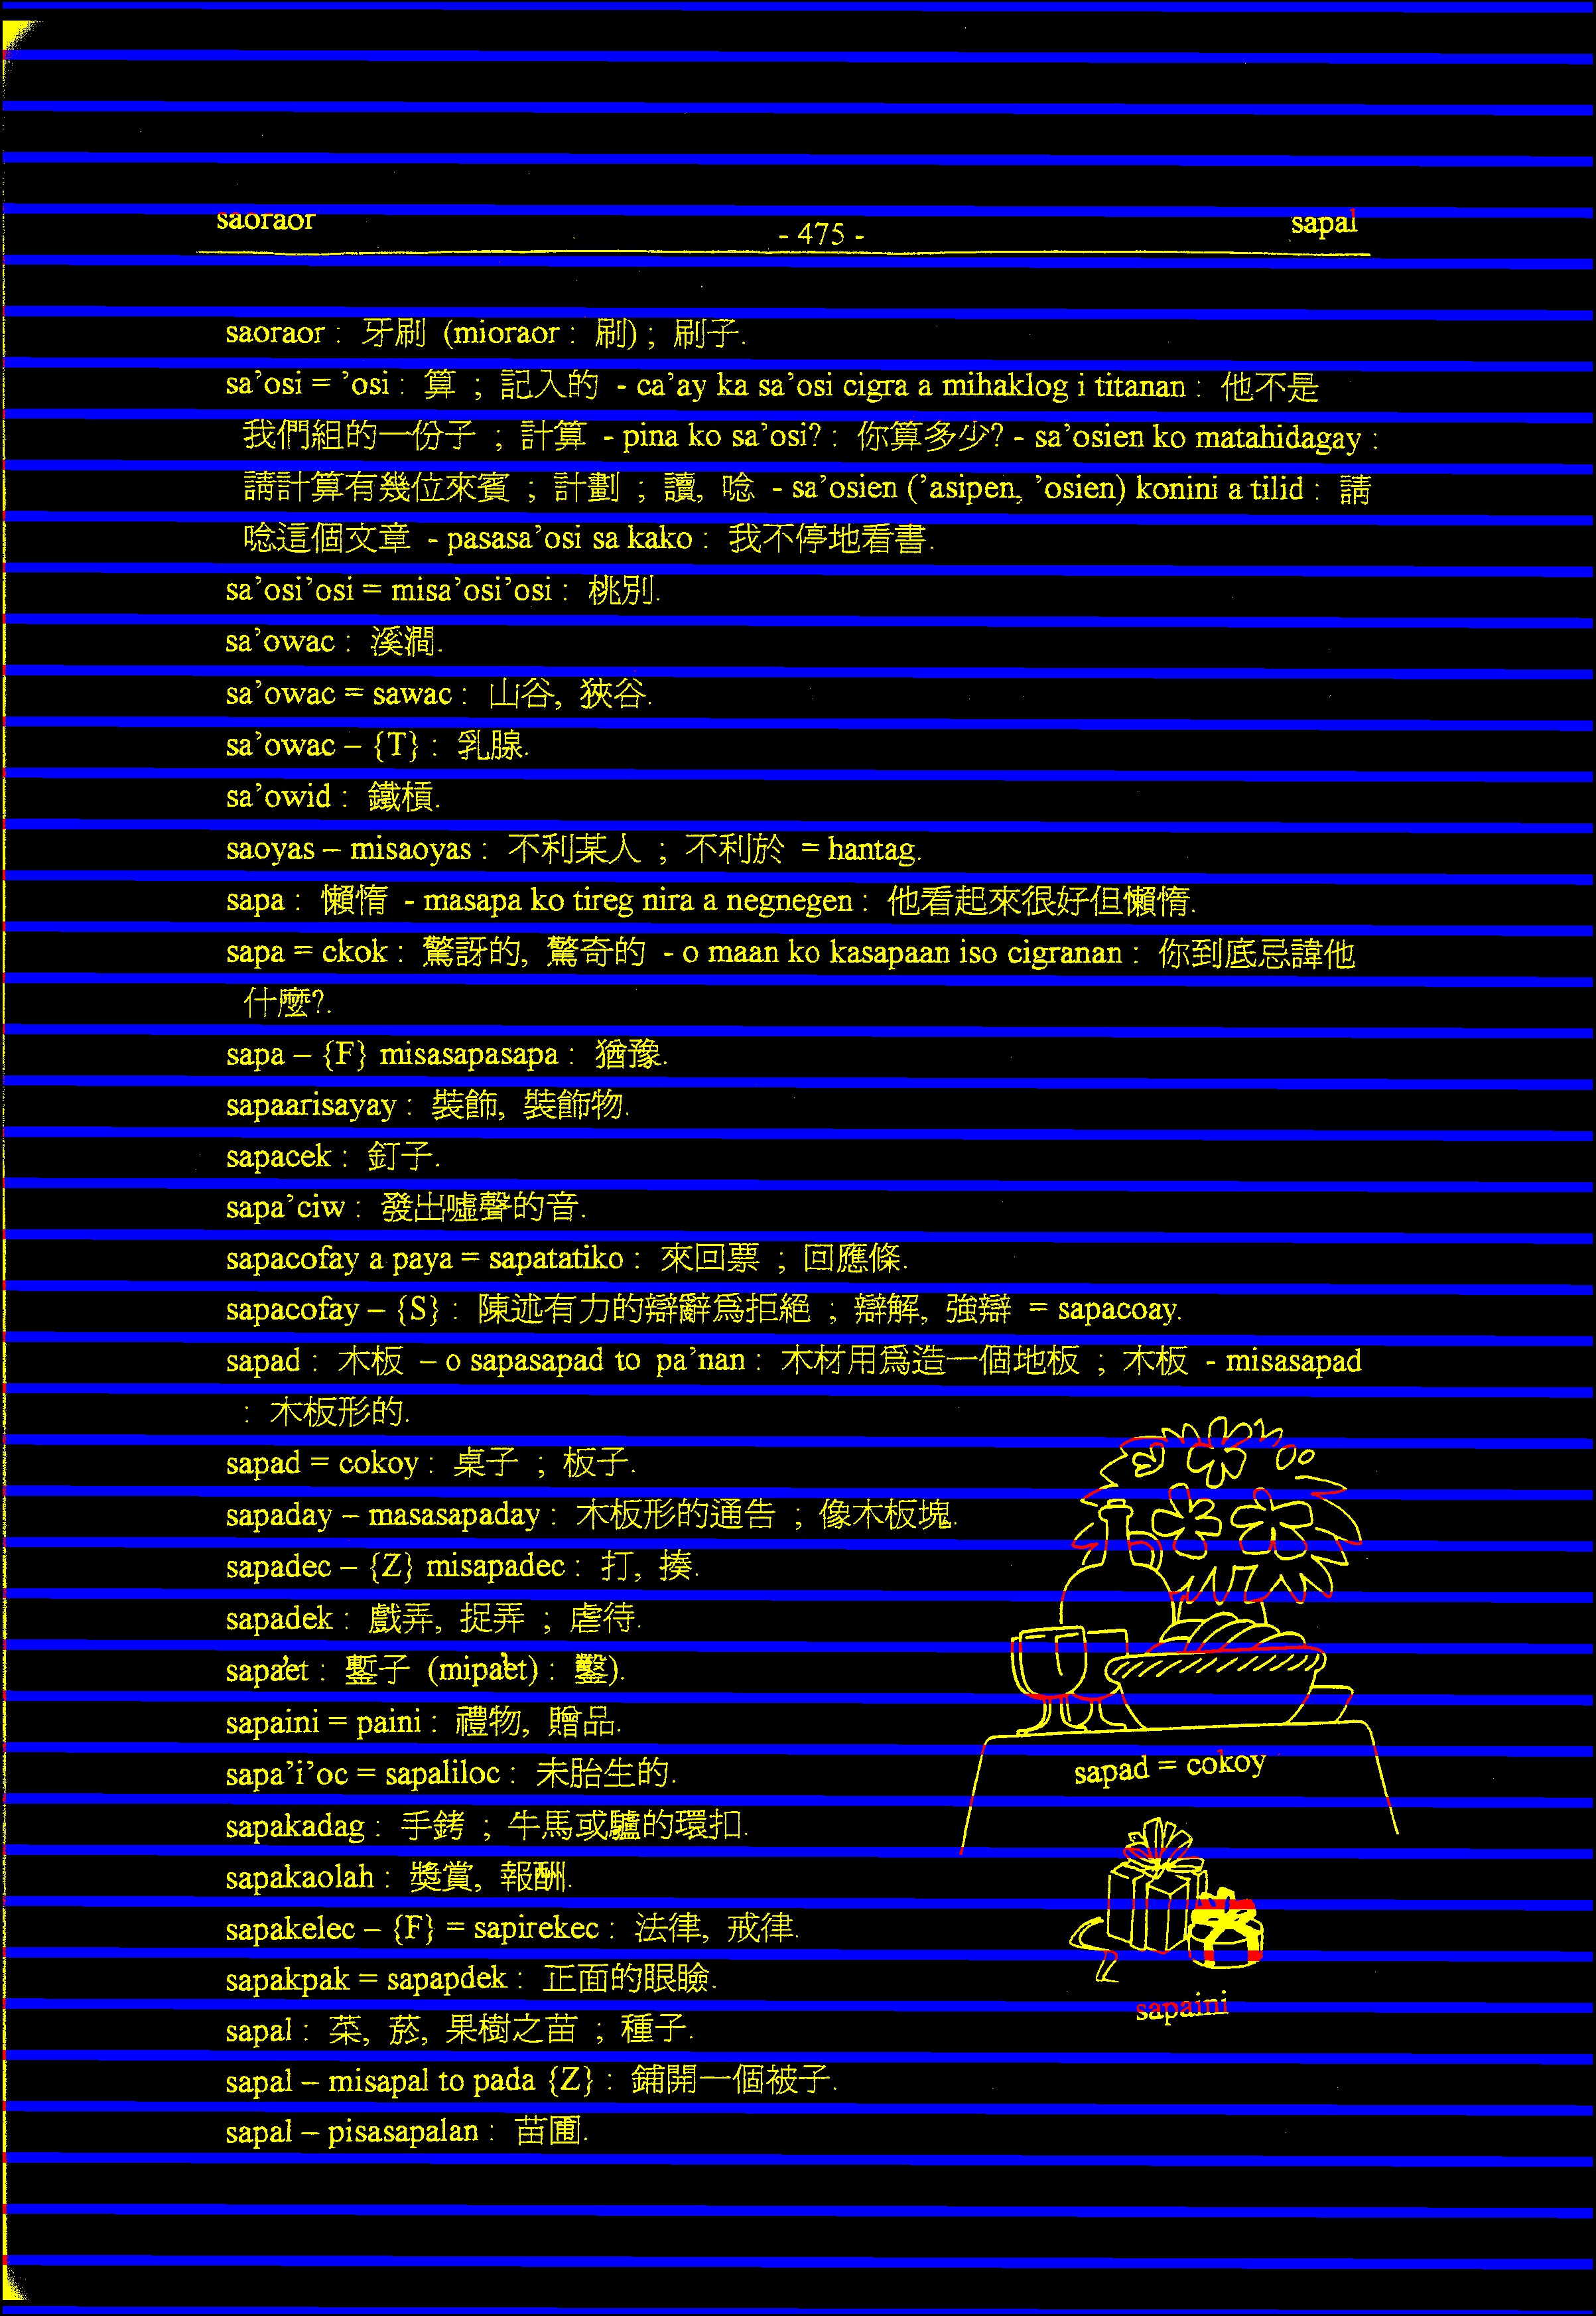 saoraor - 475 - sapal
saoraor : 牙刷 (mioraor : 刷) ; 刷子.
sa’osi = ’osi : 算 ; 記入的 - ca’ay ka sa’osi cigra a mihaklog i titanan : 他不是
我們組的一份子 ; 計算 - pina ko sa’osi? : 你算多少? - sa’osien ko matahidagay :
請計算有幾位來賓 ; 計劃 ; 讀, 唸 - sa’osien (’asipen, ’osien) konini a tilid : 請
唸這個文章 - pasasa’osi sa kako : 我不停地看書.
sa’osi’osi = misa’osi’osi : 桃別.
sa’owac : 溪澗.
sa’owac = sawac : 山谷, 狹谷.
sa’owac – {T} : 乳腺.
sa’owid : 鐵槓.
saoyas – misaoyas : 不利某人 ; 不利於 = hantag.
sapa : 懶惰 - masapa ko tireg nira a negnegen : 他看起來很好但懶惰.
sapa = ckok : 驚訝的, 驚奇的 - o maan ko kasapaan iso cigranan : 你到底忌諱他
什麼?.
sapa – {F} misasapasapa : 猶豫.
sapaarisayay : 裝飾, 裝飾物.
sapacek : 釘子.
sapa’ciw : 發出噓聲的音.
sapacofay a paya = sapatatiko : 來回票 ; 回應條.
sapacofay – {S} : 陳述有力的辯辭爲拒絕 ; 辯解, 強辯 = sapacoay.
sapad : 木板 – o sapasapad to pa’nan : 木材用爲造一個地板 ; 木板 - misasapad
: 木板形的.
sapad = cokoy : 桌子 ; 板子.
sapaday – masasapaday : 木板形的通告 ; 像木板塊.
sapadec – {Z} misapadec : 打, 揍.
sapadek : 戲弄, 捉弄 ; 虐待.
sapa’et : 鏨子 (mipa’et) : 鑿).
sapaini = paini : 禮物, 贈品.
sapa’i’oc = sapaliloc : 未胎生的.
sapad = cokoy
sapakadag : 手銬 ; 牛馬或驢的環扣.
sapakaolah : 獎賞, 報酬.
sapakelec – {F} = sapirekec : 法律, 戒律.
sapakpak = sapapdek : 正面的眼瞼.
sapaini
sapal : 菜, 菸, 果樹之苗 ; 種子.
sapal – misapal to pada {Z} : 鋪開一個被子.
sapal – pisasapalan : 苗圃.